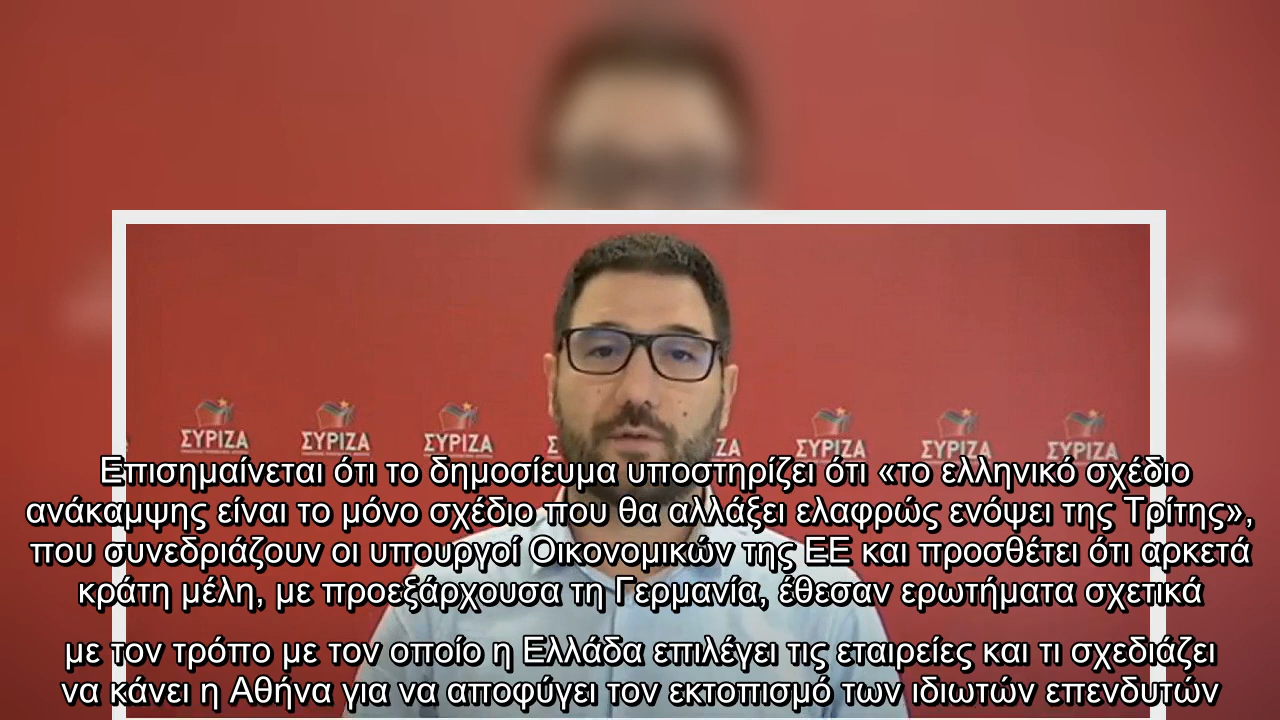 ΣΥΡΙΖΑ ΣΥΡΙΖΑ ΣΥΡΙΖΑ ΣΥΡΙΖΑ ΣΥΡΙΖΑ ΣΥΡΙΖΑ
Επισημαίνεται ότι το δημοσίευμα υποστηρίζει ότι «το ελληνικό σχέδιο
ανάκαμψης είναι το μόνο σχέδιο που θα αλλάξει ελαφρώς ενόψει της Τρίτης»,
που συνεδριάζουν οι υπουργοί Οικονομικών της ΕΕ και προσθέτει ότι αρκετά
κράτη μέλη, με προεξάρχουσα τη Γερμανία, έθεσαν ερωτήματα σχετικά
με τον τρόπο με τον οποίο η Ελλάδα επιλέγει τις εταιρείες και τι σχεδιάζει
να κάνει η Αθήνα για να αποφύγει τον εκτοπισμό των ιδιωτών επενδυτών